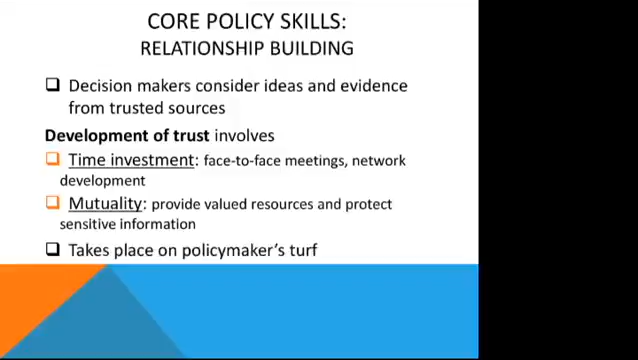 CORE POLICY SKILLS:
RELATIONSHIP BUILDING
Decision makers consider ideas and evidence
from trusted sources
Development of trust involves
Time investment: face-to-face meetings, network
development
Mutuality: provide valued resources and protect
sensitive information
Takes place on policymaker's turf